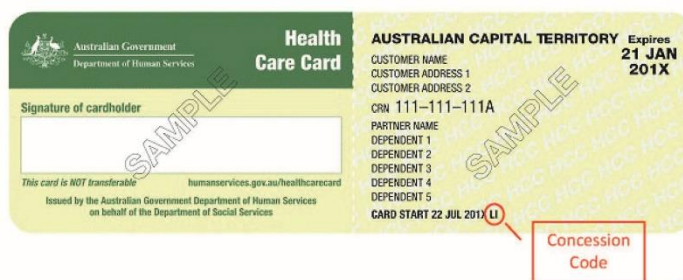 Australian Government
Department of Human Services
Health
Care Card
Signature of cardholder
SAMPLE
This card is NOT transferable
humanservices.gov.au/healthcarecard
Issued by the Australian Government Department of Human Services
on behalf of the Department of Social Services
AUSTRALIAN CAPITAL TERRITORY
Expires
21 JAN
201X
CUSTOMER NAME
CUSTOMER ADDRESS 1
CUSTOMER ADDRESS 2
CRN 111–111–111A
PARTNER NAME
DEPENDENT 1
DEPENDENT 2
DEPENDENT 3
DEPENDENT 4
DEPENDENT 5
SAMPLE
CARD START 22 JUL 201X LI
Concession
Code